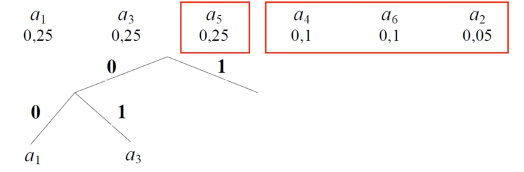 a₁ a₃ a₅ a₄ a₆ a₂
0,25 0,25 0,25 0,1 0,1 0,05
0 1
0 1
a₁ a₃